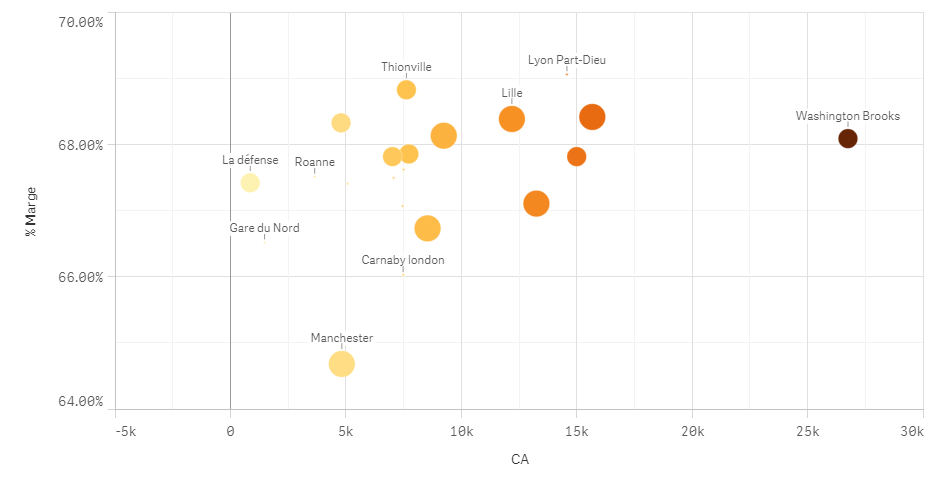 70.00%
Lyon Part-Dieu
Thionville
Lille
Washington Brooks
68.00%
La défense
Roanne
% Marge
Gare du Nord
Carnaby london
66.00%
Manchester
64.00%
-5k 0 5k 10k 15k 20k 25k 30k
CA